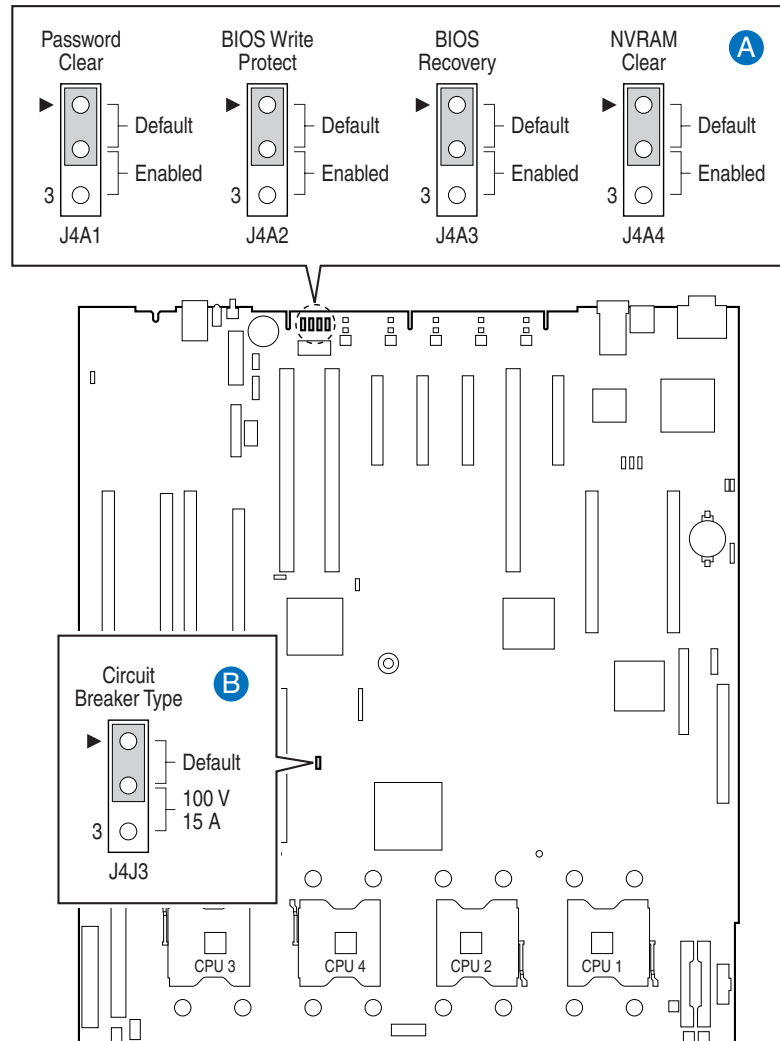 Password
Clear
Default
Enabled
3
J4A1
BIOS Write
Protect
Default
Enabled
3
J4A2
BIOS
Recovery
Default
Enabled
3
J4A3
NVRAM
Clear
Default
Enabled
3
J4A4
A
Circuit
Breaker Type
B
Default
100 V
15 A
3
J4J3
CPU 3
CPU 4
CPU 2
CPU 1